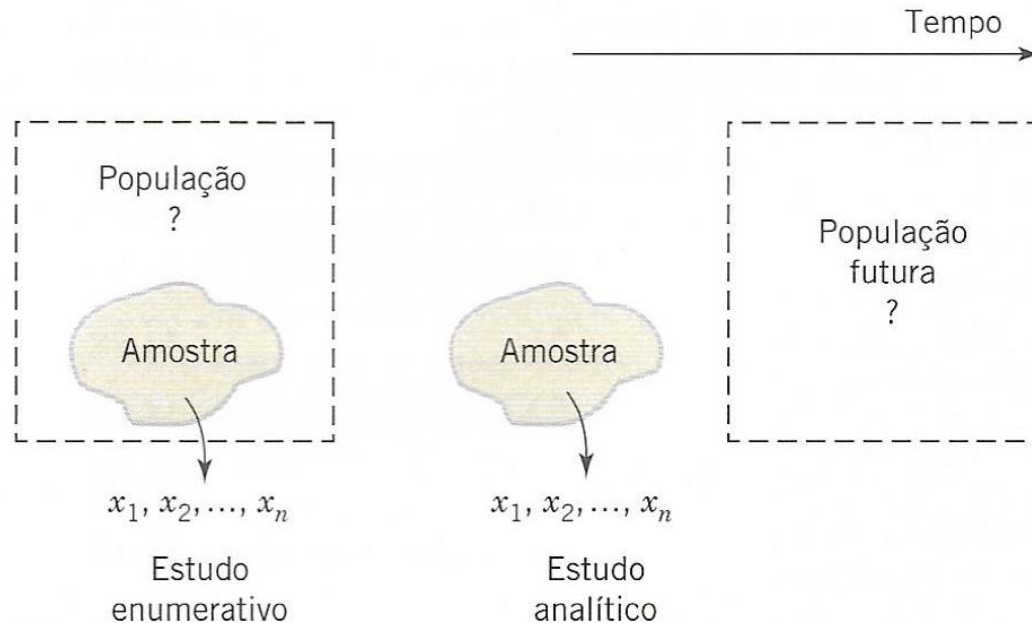 Tempo
População
?
Amostra
x₁, x₂,..., xₙ
Estudo
enumerativo
Amostra
x₁, x₂,..., xₙ
Estudo
analítico
População
futura
?